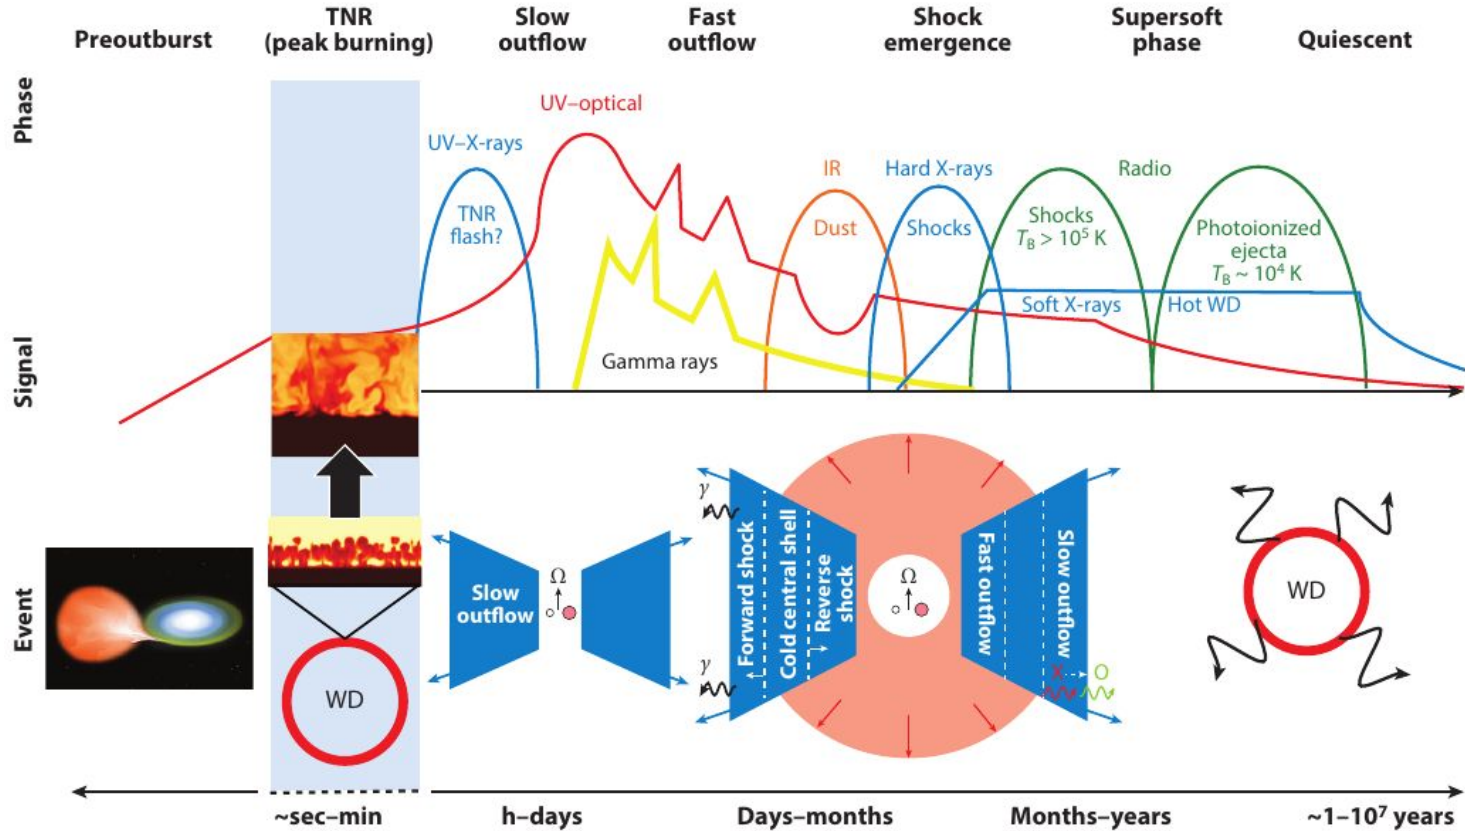 Preoutburst
TNR
(peak burning)
Slow
outflow
Fast
outflow
Shock
emergence
Supersoft
phase
Quiescent
Phase
Signal
Event
UV–optical
UV–X-rays
TNR
flash?
IR
Dust
Hard X-rays
Shocks
Radio
Shocks
T_B > 10^5 K
Photoionized
ejecta
T_B ~ 10^4 K
Soft X-rays
Hot WD
Gamma rays
WD
Slow
outflow
Ω
γ
γ
Forward shock
Cold central shell
Reverse
shock
Ω
Fast outflow
Slow outflow
X
O
WD
~sec–min
h–days
Days–months
Months–years
~1–10^7 years